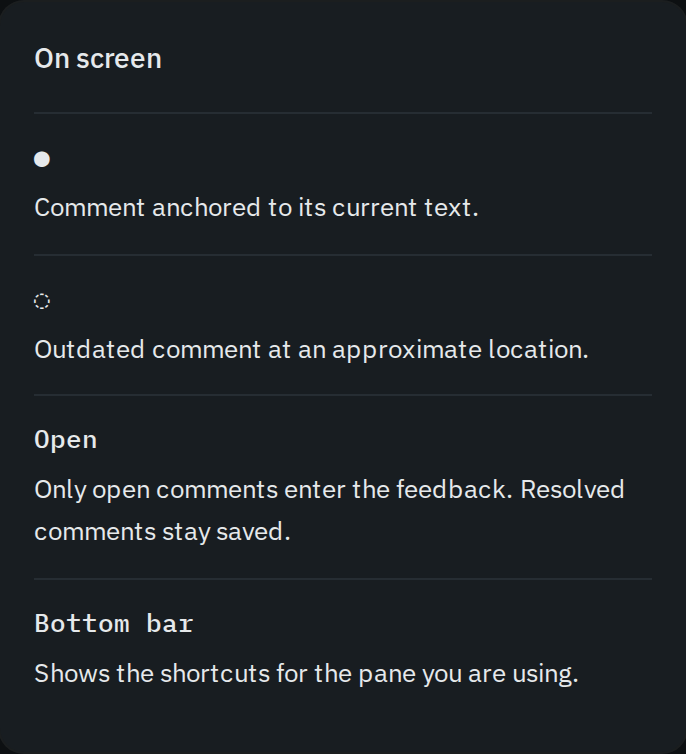 On screen
●
Comment anchored to its current text.
◌
Outdated comment at an approximate location.
Open
Only open comments enter the feedback. Resolved
comments stay saved.
Bottom bar
Shows the shortcuts for the pane you are using.